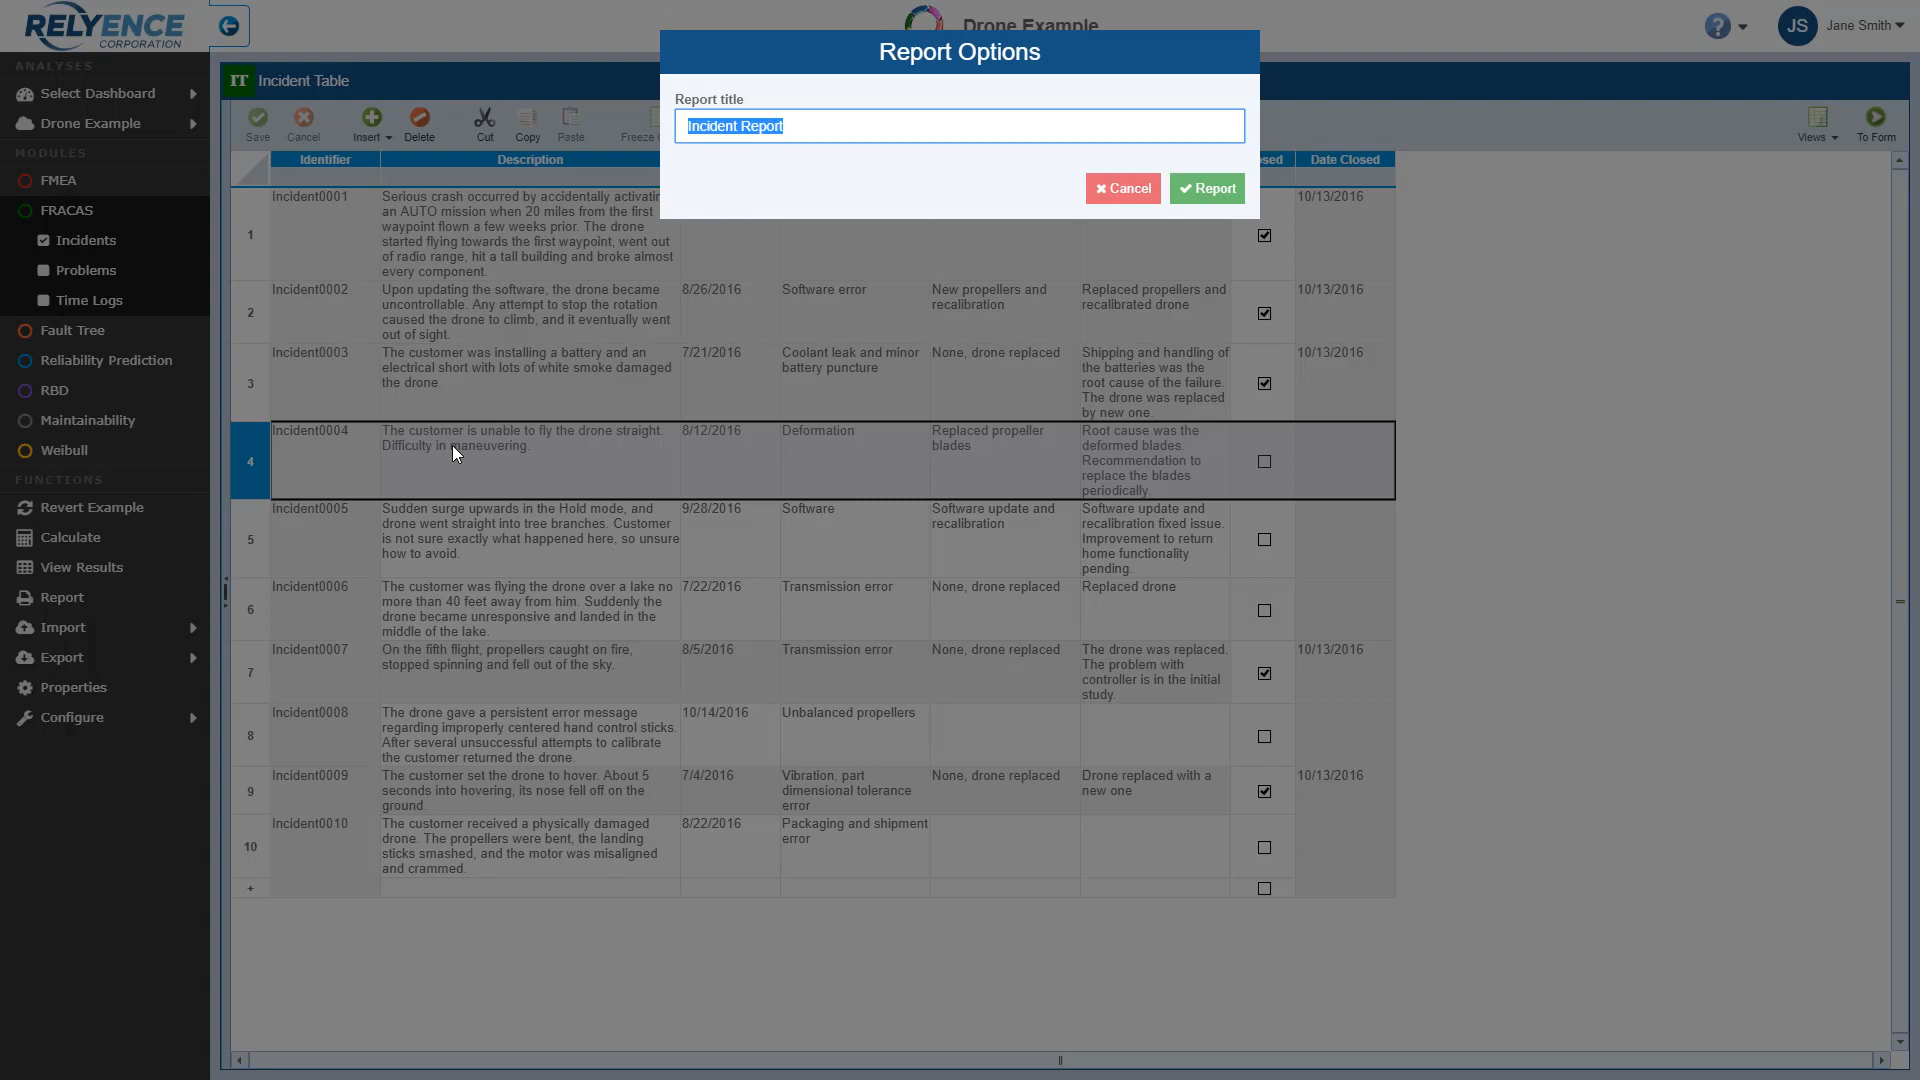 RELYENCE
CORPORATION
Drone Example
?
JS
Jane Smith
ANALYSES
Select Dashboard
Drone Example
MODULES
FMEA
FRACAS
Incidents
Problems
Time Logs
Fault Tree
Reliability Prediction
RBD
Maintainability
Weibull
FUNCTIONS
Revert Example
Calculate
View Results
Report
Import
Export
Properties
Configure
IT
Incident Table
Save
Cancel
Insert
Delete
Cut
Copy
Paste
Freeze
Views
To Form
Report Options
Report title
Incident Report
Cancel
Report
Identifier
Description
Date Closed
1
Incident0001
Serious crash occurred by accidentally
an AUTO mission when 20 miles from the first
waypoint flown a few weeks prior. The drone
started flying towards the first waypoint, went out
of radio range, hit a tall building and broke almost
every component.
10/13/2016
2
Incident0002
Upon updating the software, the drone became
uncontrollable. Any attempt to stop the rotation
caused the drone to climb, and it eventually went
out of sight.
8/26/2016
Software error
New propellers and
recalibration
Replaced propellers and
recalibrated drone
10/13/2016
3
Incident0003
The customer was installing a battery and an
electrical short with lots of white smoke damaged
the drone.
7/21/2016
Coolant leak and minor
battery puncture
None, drone replaced
Shipping and handling of
the batteries was the
root cause of the failure.
The drone was replaced
by new one.
10/13/2016
4
Incident0004
The customer is unable to fly the drone straight.
Difficulty in maneuvering.
8/12/2016
Deformation
Replaced propeller
blades
Root cause was the
deformed blades.
Recommendation to
replace the blades
periodically.
5
Incident0005
Sudden surge upwards in the Hold mode, and
drone went straight into tree branches. Customer
is not sure exactly what happened here, so unsure
how to avoid.
9/28/2016
Software
Software update and
recalibration
Software update and
recalibration fixed issue.
Improvement to return
home functionality
pending.
6
Incident0006
The customer was flying the drone over a lake no
more than 40 feet away from him. Suddenly the
drone became unresponsive and landed in the
middle of the lake.
7/22/2016
Transmission error
None, drone replaced
Replaced drone
7
Incident0007
On the fifth flight, propellers caught on fire,
stopped spinning and fell out of the sky.
8/5/2016
Transmission error
None, drone replaced
The drone was replaced.
The problem with
controller is in the initial
study.
10/13/2016
8
Incident0008
The drone gave a persistent error message
regarding improperly centered hand control sticks.
After several unsuccessful attempts to calibrate
the customer returned the drone.
10/14/2016
Unbalanced propellers
9
Incident0009
The customer set the drone to hover. About 5
seconds into hovering, its nose fell off on the
ground.
7/4/2016
Vibration, part
dimensional tolerance
error
None, drone replaced
Drone replaced with a
new one
10/13/2016
10
Incident0010
The customer received a physically damaged
drone. The propellers were bent, the landing
sticks smashed, and the motor was misaligned
and crammed.
8/22/2016
Packaging and shipment
error
+